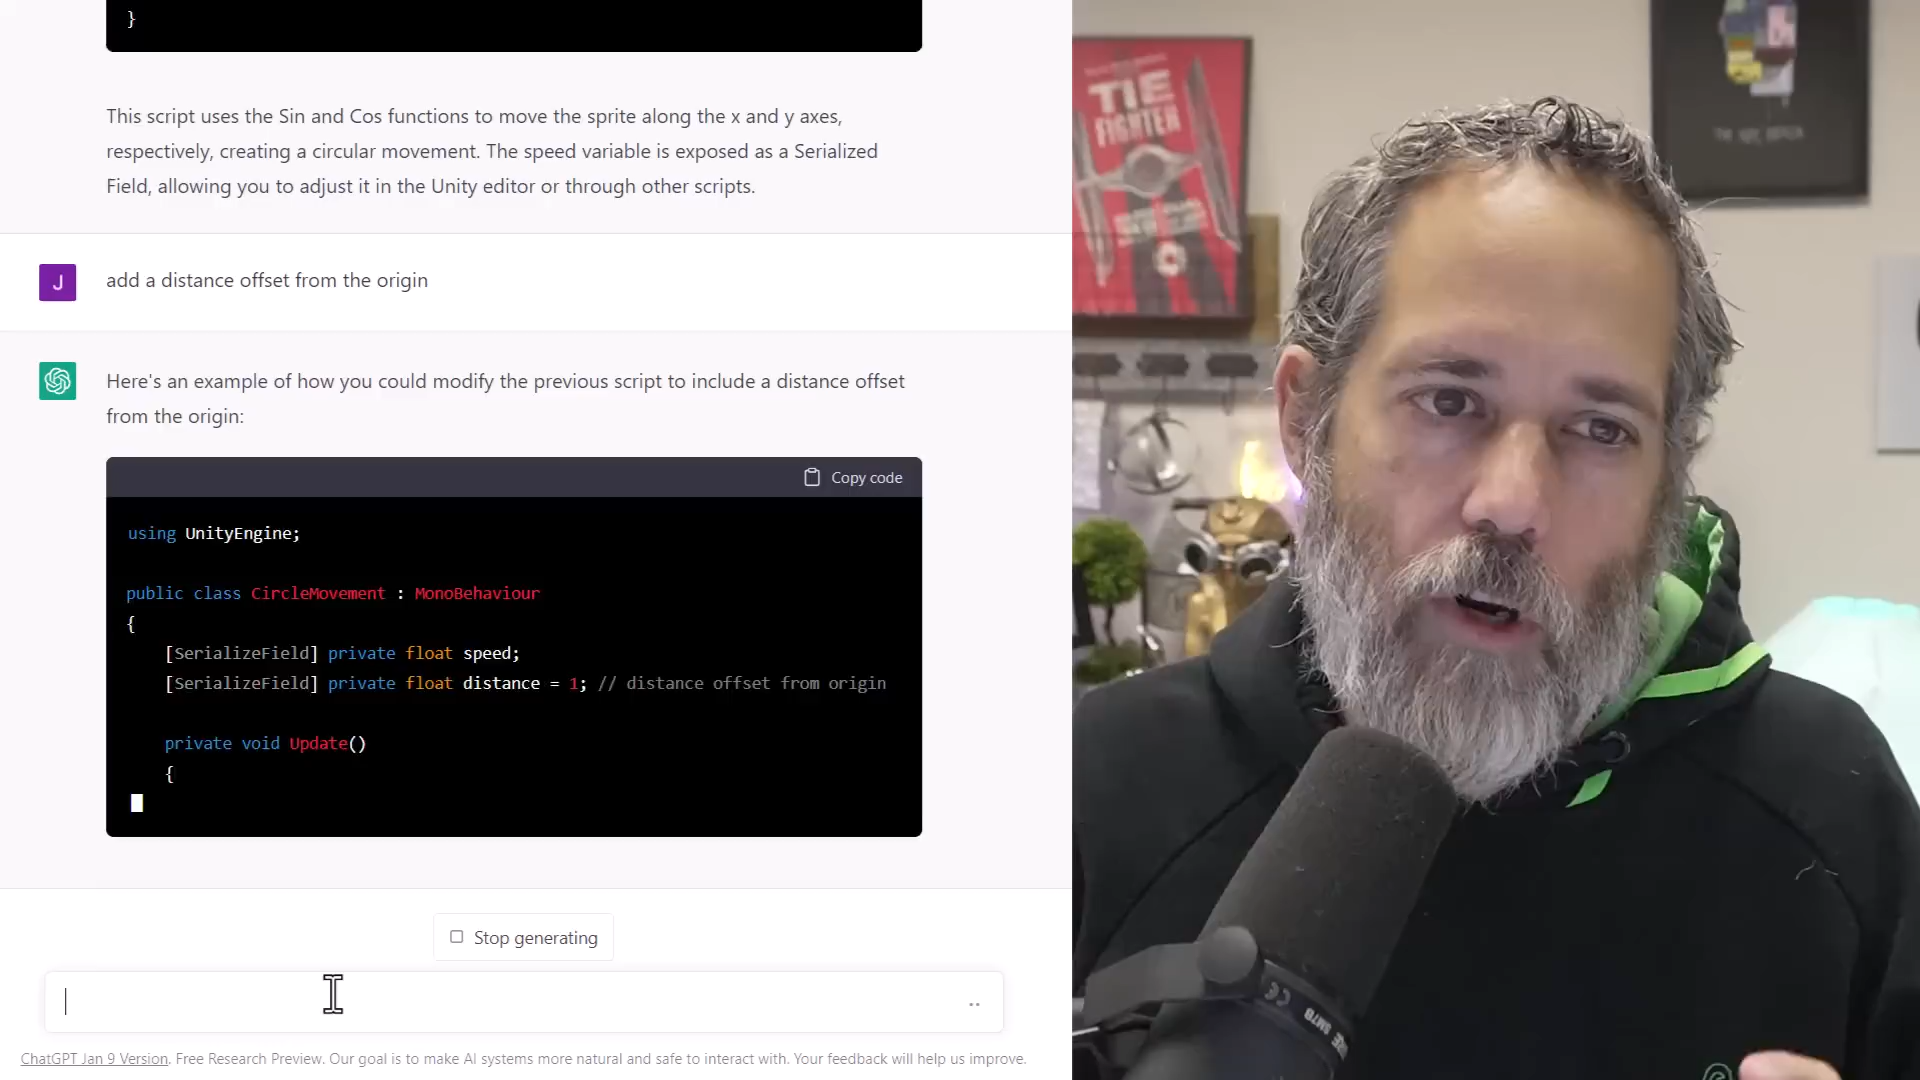 }
This script uses the Sin and Cos functions to move the sprite along the x and y axes,
respectively, creating a circular movement. The speed variable is exposed as a Serialized
Field, allowing you to adjust it in the Unity editor or through other scripts.
J
add a distance offset from the origin
Here's an example of how you could modify the previous script to include a distance offset
from the origin:
Copy code
using UnityEngine;
public class CircleMovement : MonoBehaviour
{
[SerializeField] private float speed;
[SerializeField] private float distance = 1; // distance offset from origin
private void Update()
{
Stop generating
ChatGPT Jan 9 Version. Free Research Preview. Our goal is to make AI systems more natural and safe to interact with. Your feedback will help us improve.
TIE
FIGHTER
CE SM7B